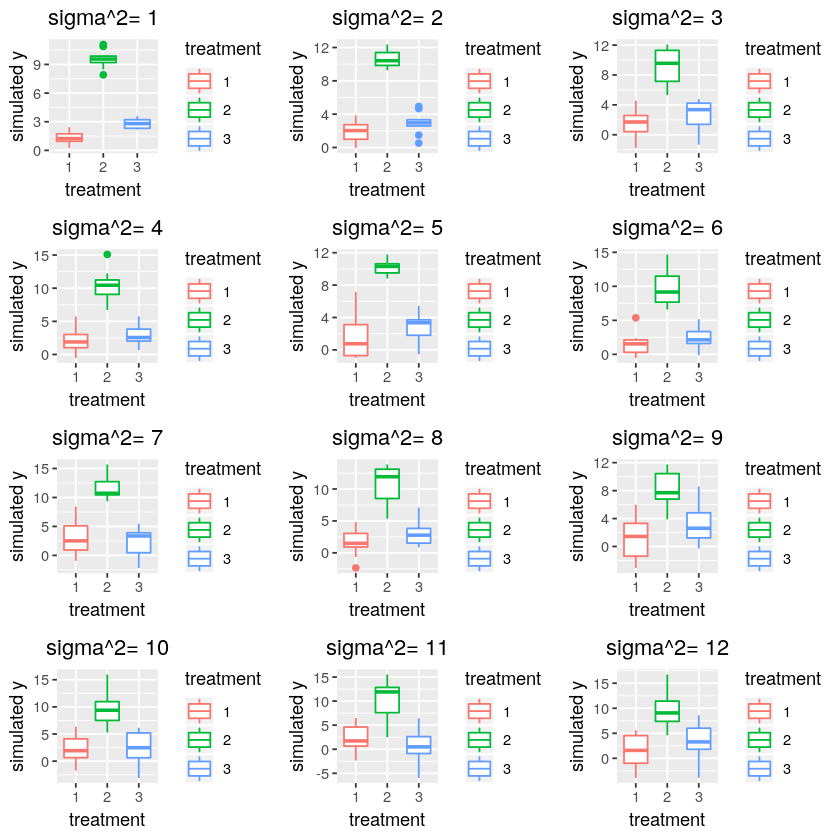 sigma^2= 1
simulated y
9
6
3
0
1 2 3
treatment
treatment
1
2
3
sigma^2= 2
simulated y
12
8
4
0
1 2 3
treatment
treatment
1
2
3
sigma^2= 3
simulated y
12
8
4
0
1 2 3
treatment
treatment
1
2
3
sigma^2= 4
simulated y
15
10
5
0
1 2 3
treatment
treatment
1
2
3
sigma^2= 5
simulated y
12
8
4
0
1 2 3
treatment
treatment
1
2
3
sigma^2= 6
simulated y
15
10
5
0
1 2 3
treatment
treatment
1
2
3
sigma^2= 7
simulated y
15
10
5
0
1 2 3
treatment
treatment
1
2
3
sigma^2= 8
simulated y
10
5
0
1 2 3
treatment
treatment
1
2
3
sigma^2= 9
simulated y
12
8
4
0
1 2 3
treatment
treatment
1
2
3
sigma^2= 10
simulated y
15
10
5
0
1 2 3
treatment
treatment
1
2
3
sigma^2= 11
simulated y
15
10
5
0
-5
1 2 3
treatment
treatment
1
2
3
sigma^2= 12
simulated y
15
10
5
0
1 2 3
treatment
treatment
1
2
3